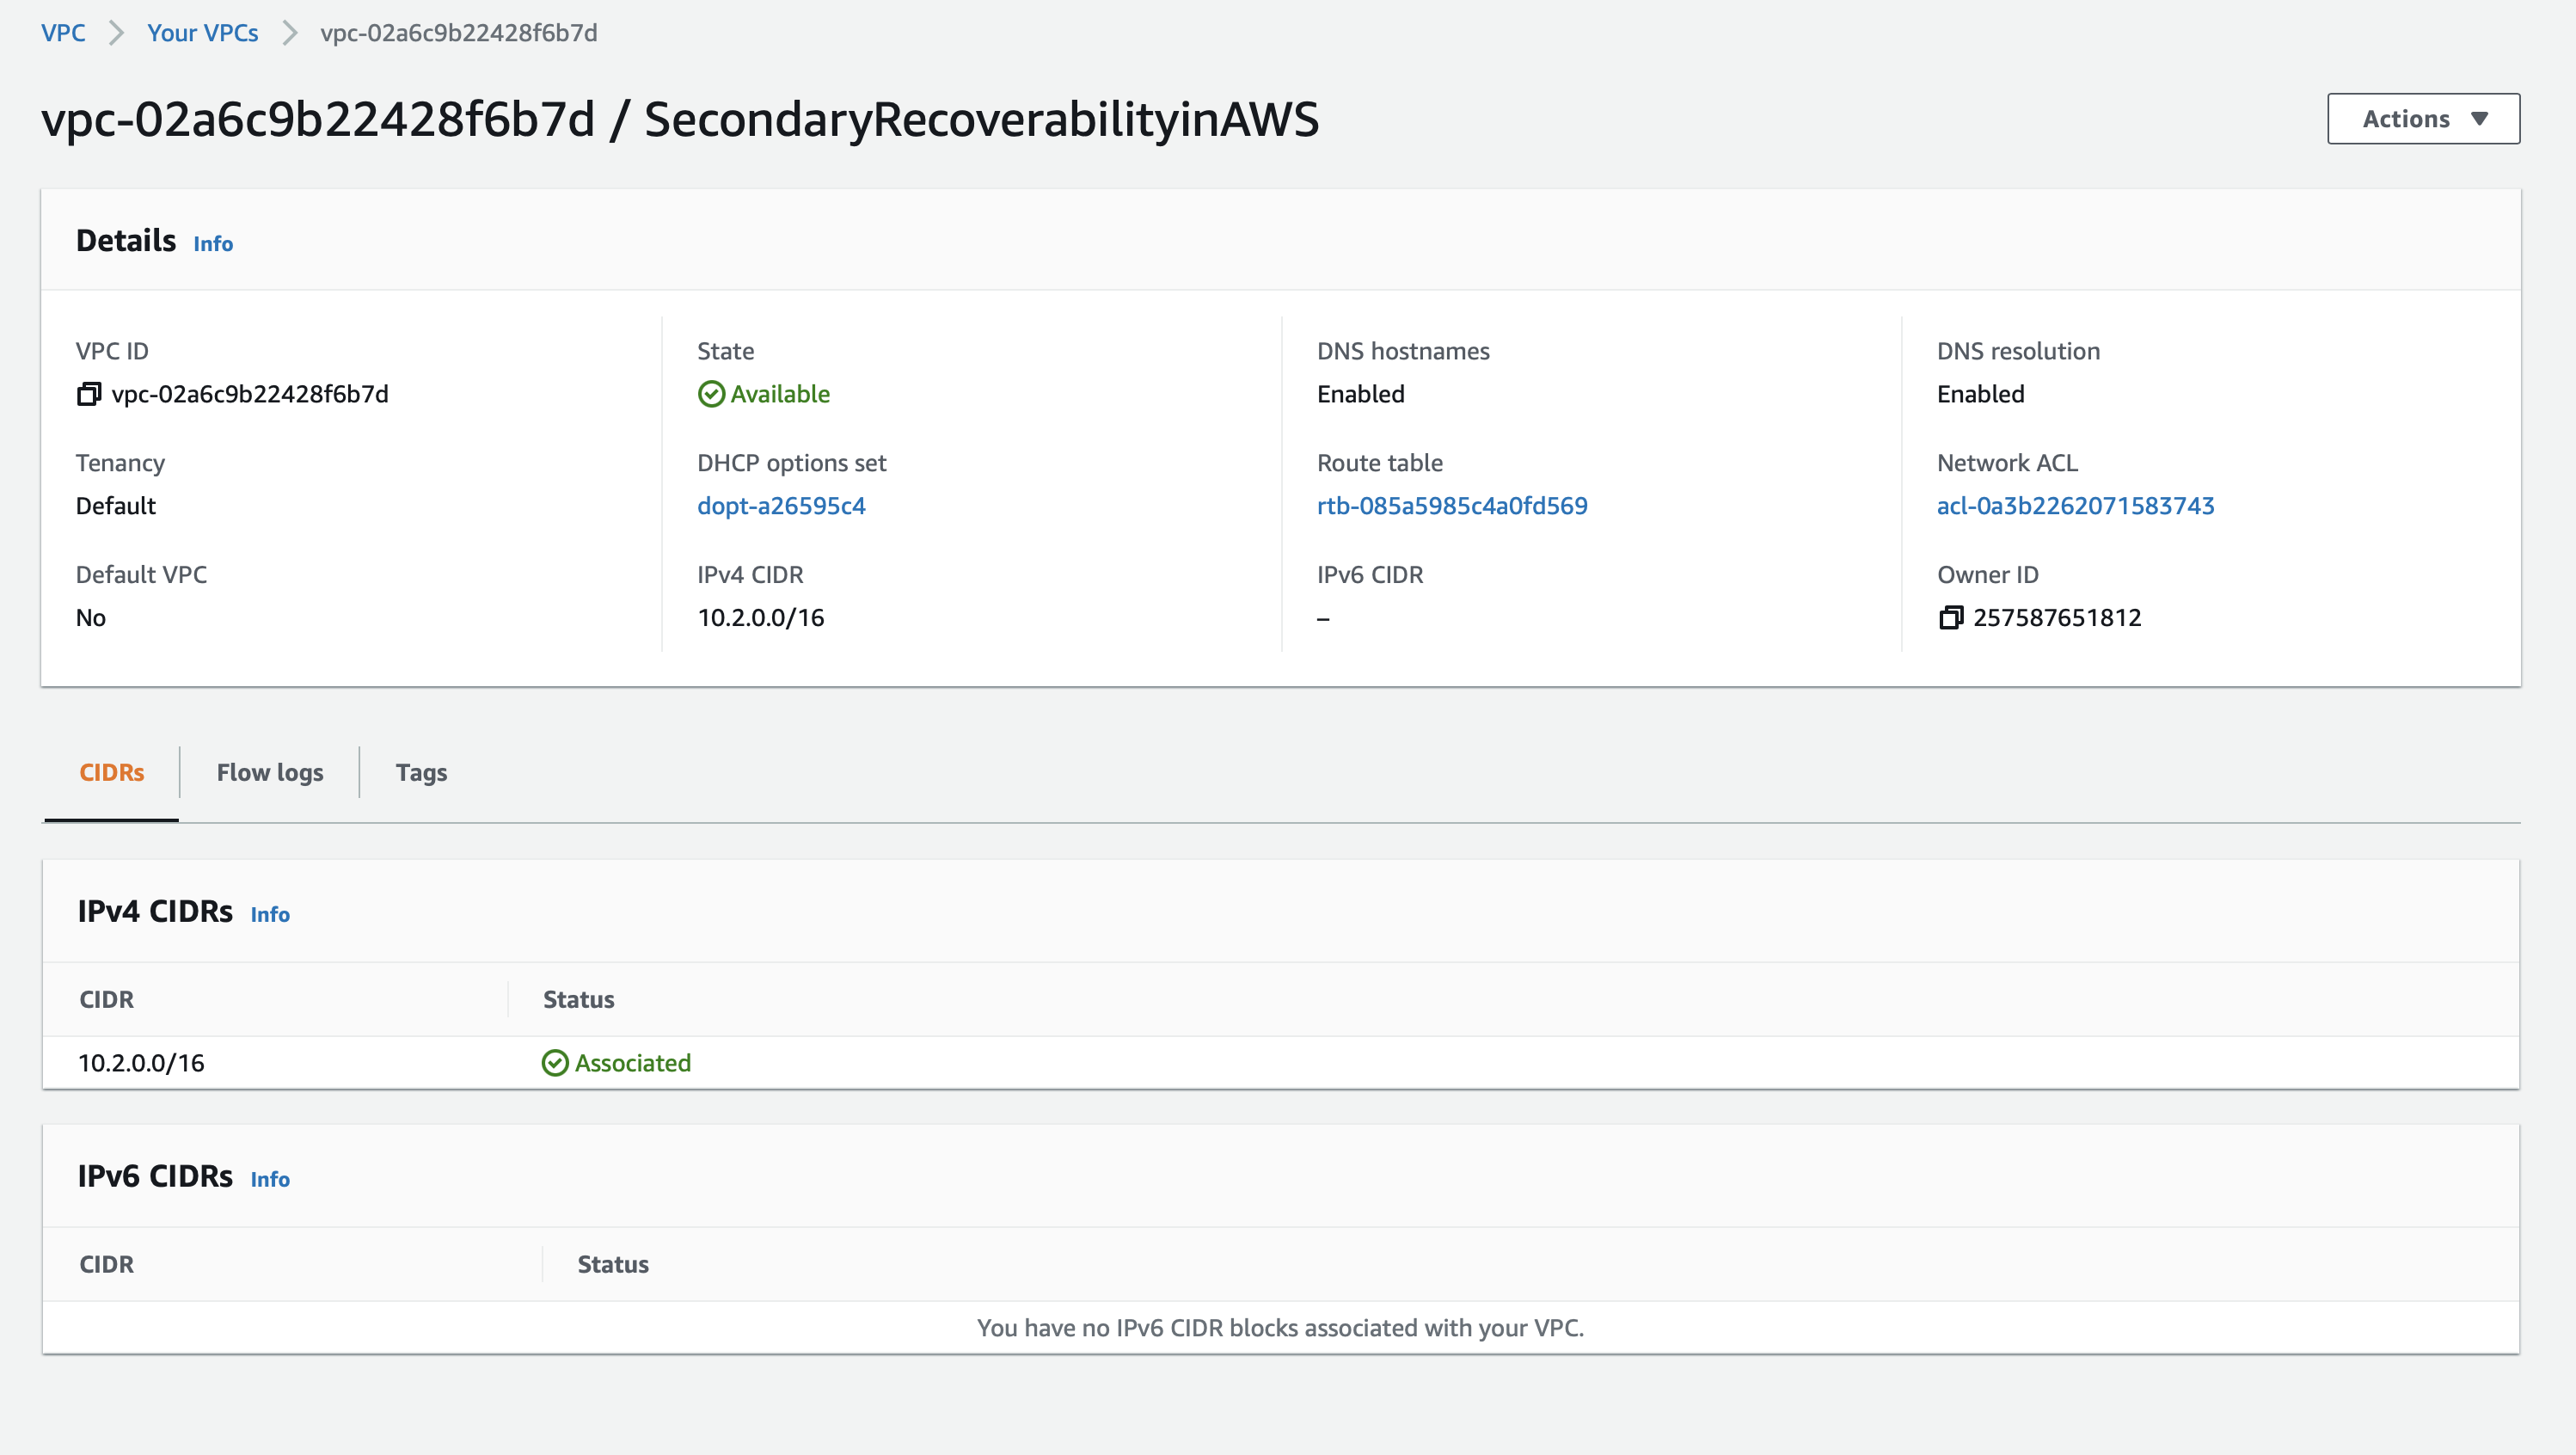 VPC > Your VPCs > vpc-02a6c9b22428f6b7d
vpc-02a6c9b22428f6b7d / SecondaryRecoverabilityinAWS
Actions
Details Info
VPC ID
vpc-02a6c9b22428f6b7d
State
Available
DNS hostnames
Enabled
DNS resolution
Enabled
Tenancy
Default
DHCP options set
dopt-a26595c4
Route table
rtb-085a5985c4a0fd569
Network ACL
acl-0a3b2262071583743
Default VPC
No
IPv4 CIDR
10.2.0.0/16
IPv6 CIDR
–
Owner ID
257587651812
CIDRs
Flow logs
Tags
IPv4 CIDRs Info
CIDR Status
10.2.0.0/16 Associated
IPv6 CIDRs Info
CIDR Status
You have no IPv6 CIDR blocks associated with your VPC.